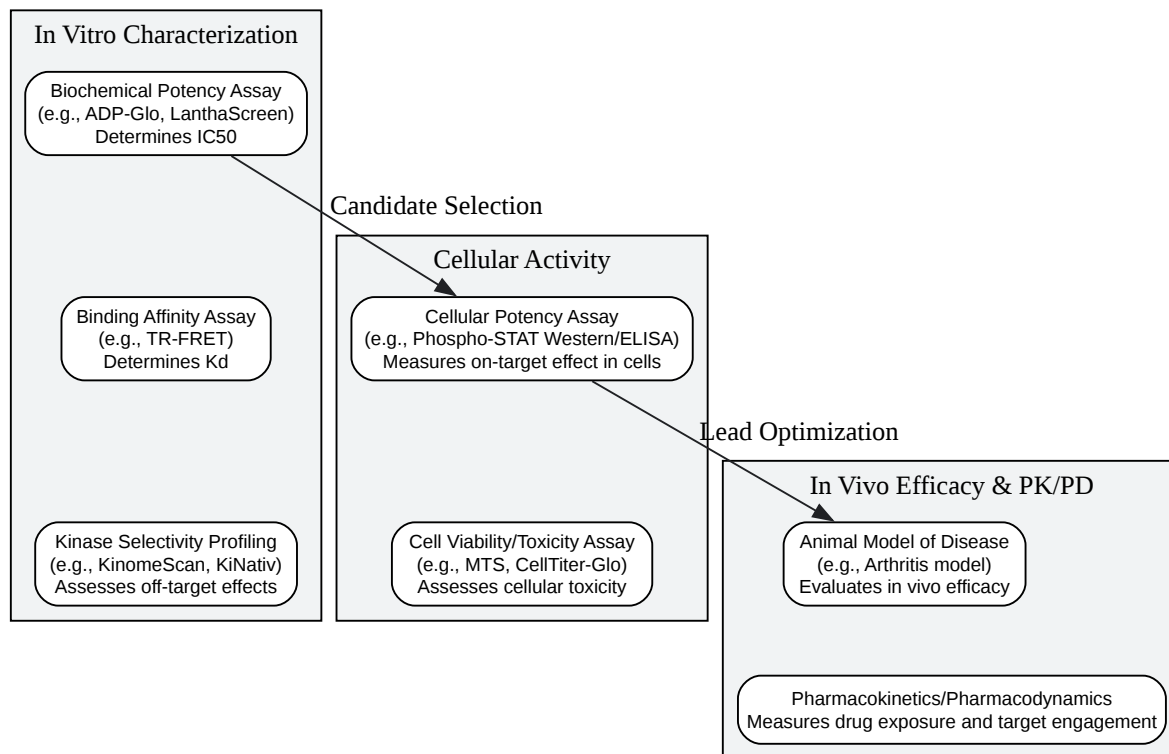 In Vitro Characterization
Biochemical Potency Assay
(e.g., ADP-Glo, LanthaScreen)
Determines IC50
Candidate Selection
Binding Affinity Assay
(e.g., TR-FRET)
Determines Kd
Kinase Selectivity Profiling
(e.g., KinomeScan, KiNativ)
Assesses off-target effects
Cellular Activity
Cellular Potency Assay
(e.g., Phospho-STAT Western/ELISA)
Measures on-target effect in cells
Lead Optimization
Cell Viability/Toxicity Assay
(e.g., MTS, CellTiter-Glo)
Assesses cellular toxicity
In Vivo Efficacy & PK/PD
Animal Model of Disease
(e.g., Arthritis model)
Evaluates in vivo efficacy
Pharmacokinetics/Pharmacodynamics
Measures drug exposure and target engagement